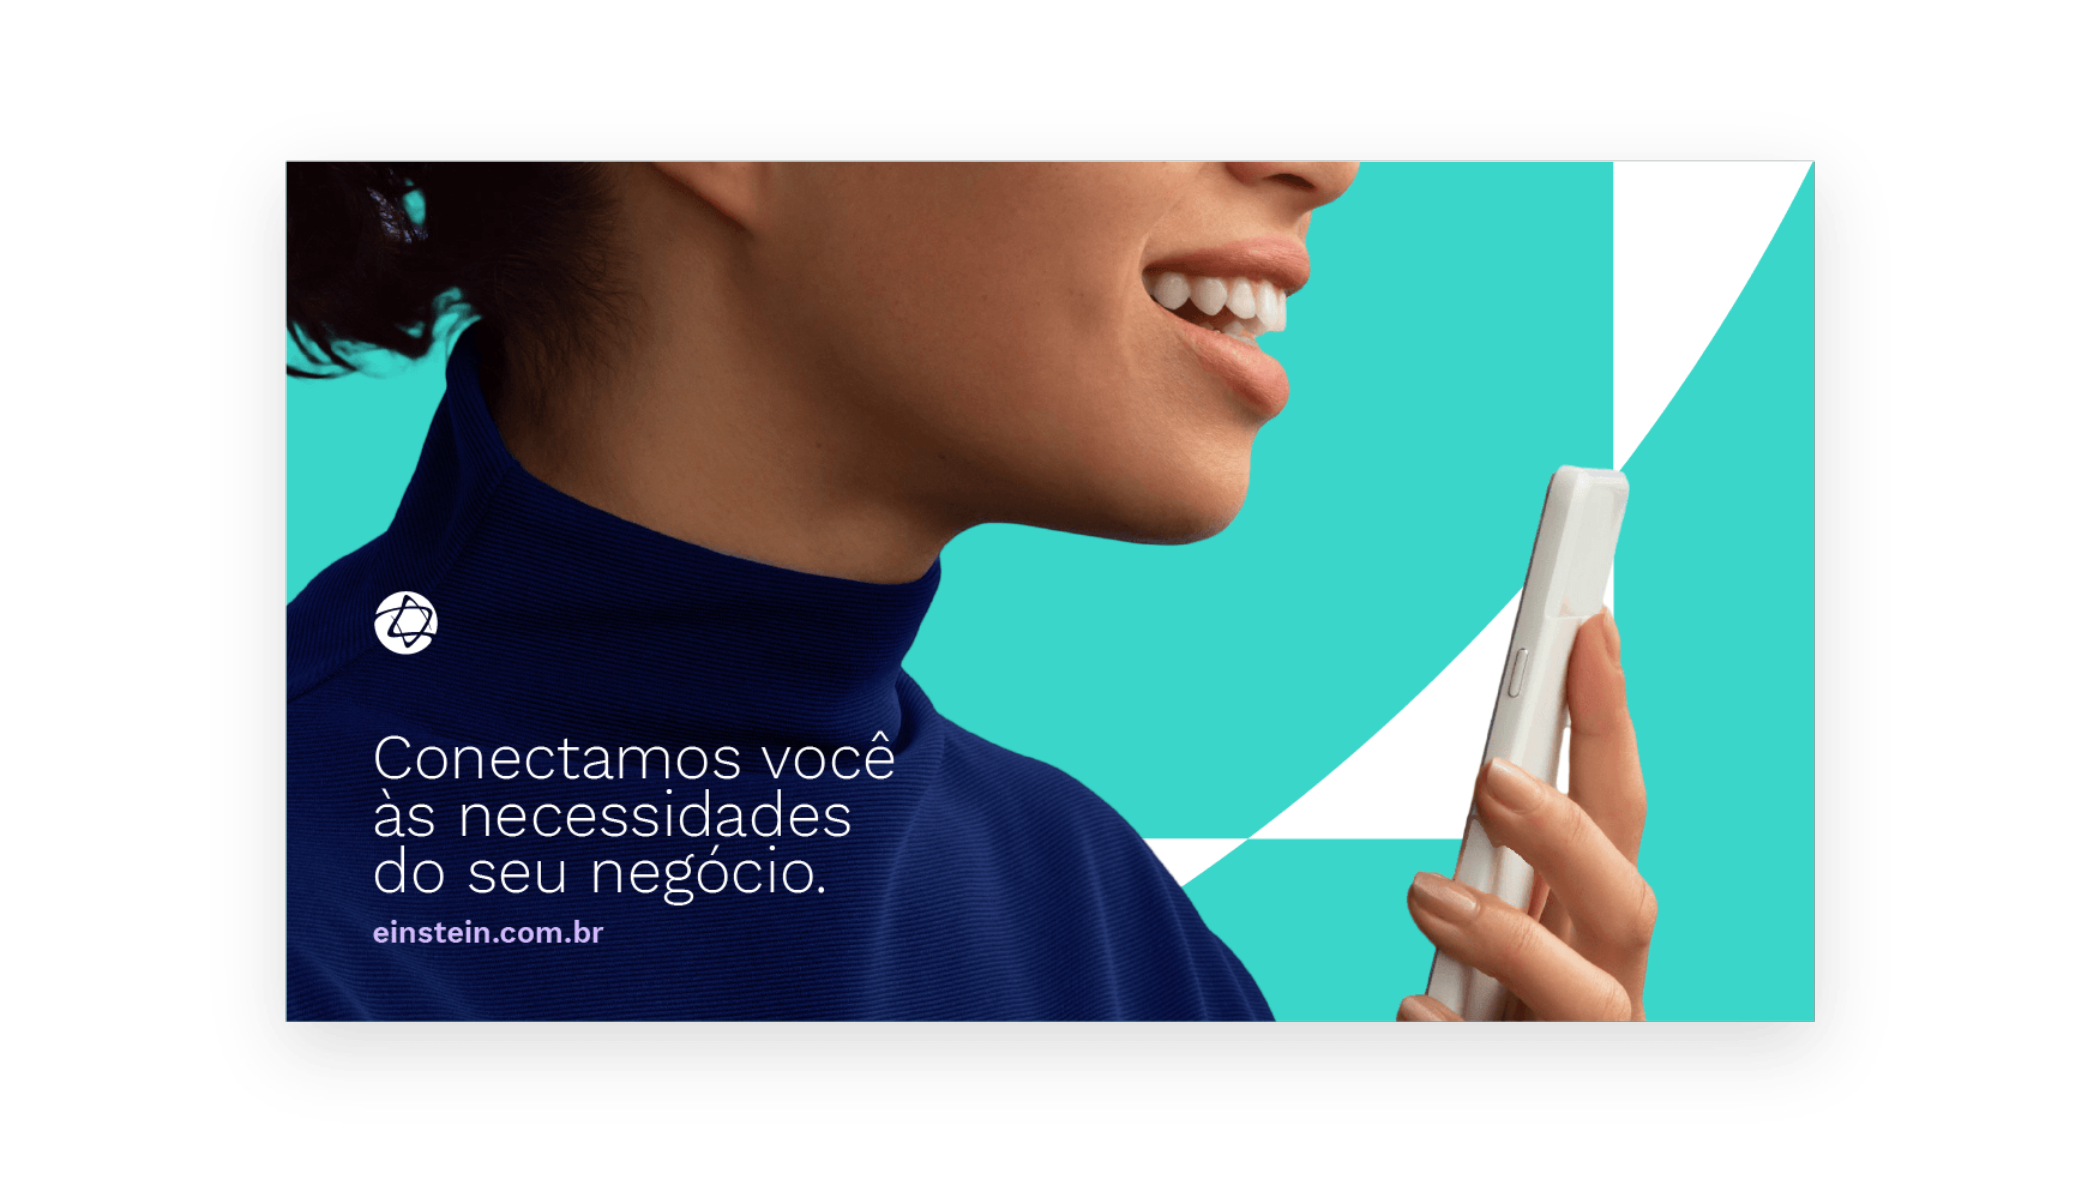 Conectamos você
às necessidades
do seu negócio.
einstein.com.br